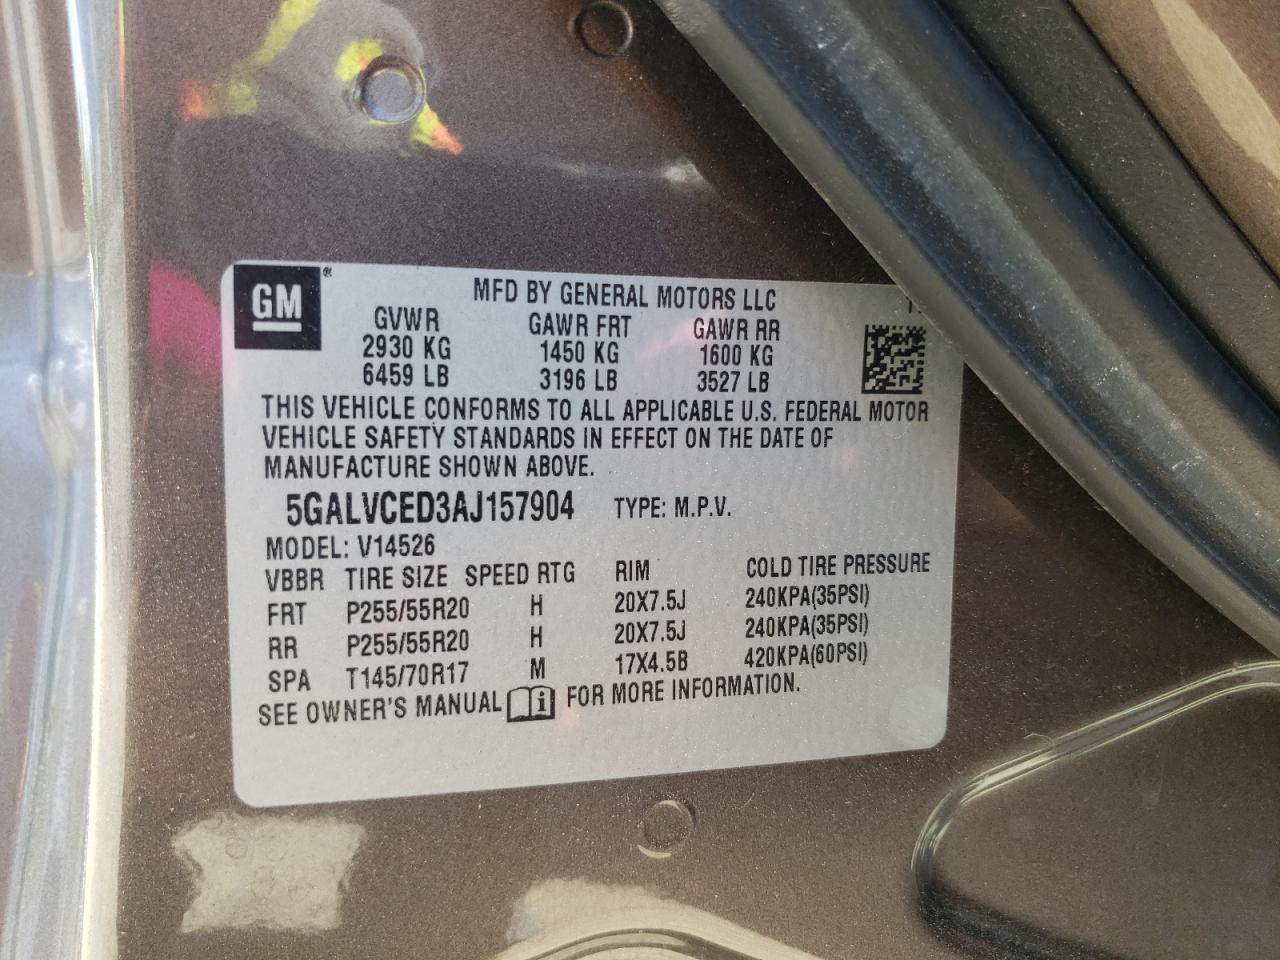 GM®
MFD BY GENERAL MOTORS LLC
GVWR GAWR FRT GAWR RR
2930 KG 1450 KG 1600 KG
6459 LB 3196 LB 3527 LB
THIS VEHICLE CONFORMS TO ALL APPLICABLE U.S. FEDERAL MOTOR
VEHICLE SAFETY STANDARDS IN EFFECT ON THE DATE OF
MANUFACTURE SHOWN ABOVE.
5GALVCED3AJ157904 TYPE: M.P.V.
MODEL: V14526
VBBR TIRE SIZE SPEED RTG RIM COLD TIRE PRESSURE
FRT P255/55R20 H 20X7.5J 240KPA(35PSI)
RR P255/55R20 H 20X7.5J 240KPA(35PSI)
SPA T145/70R17 M 17X4.5B 420KPA(60PSI)
SEE OWNER'S MANUAL i FOR MORE INFORMATION.